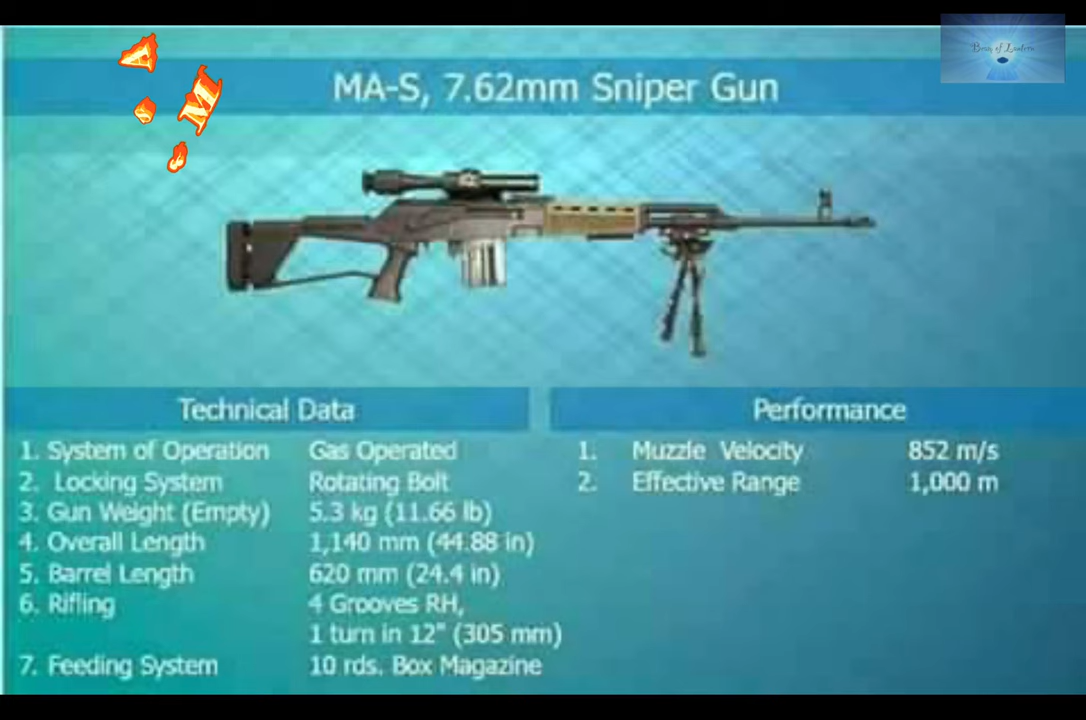 A
S M
S
Beam of Lantern
MA-S, 7.62mm Sniper Gun
Technical Data
1. System of Operation Gas Operated
2. Locking System Rotating Bolt
3. Gun Weight (Empty) 5.3 kg (11.66 lb)
4. Overall Length 1,140 mm (44.88 in)
5. Barrel Length 620 mm (24.4 in)
6. Rifling 4 Grooves RH,
1 turn in 12" (305 mm)
7. Feeding System 10 rds. Box Magazine
Performance
1. Muzzle Velocity 852 m/s
2. Effective Range 1,000 m